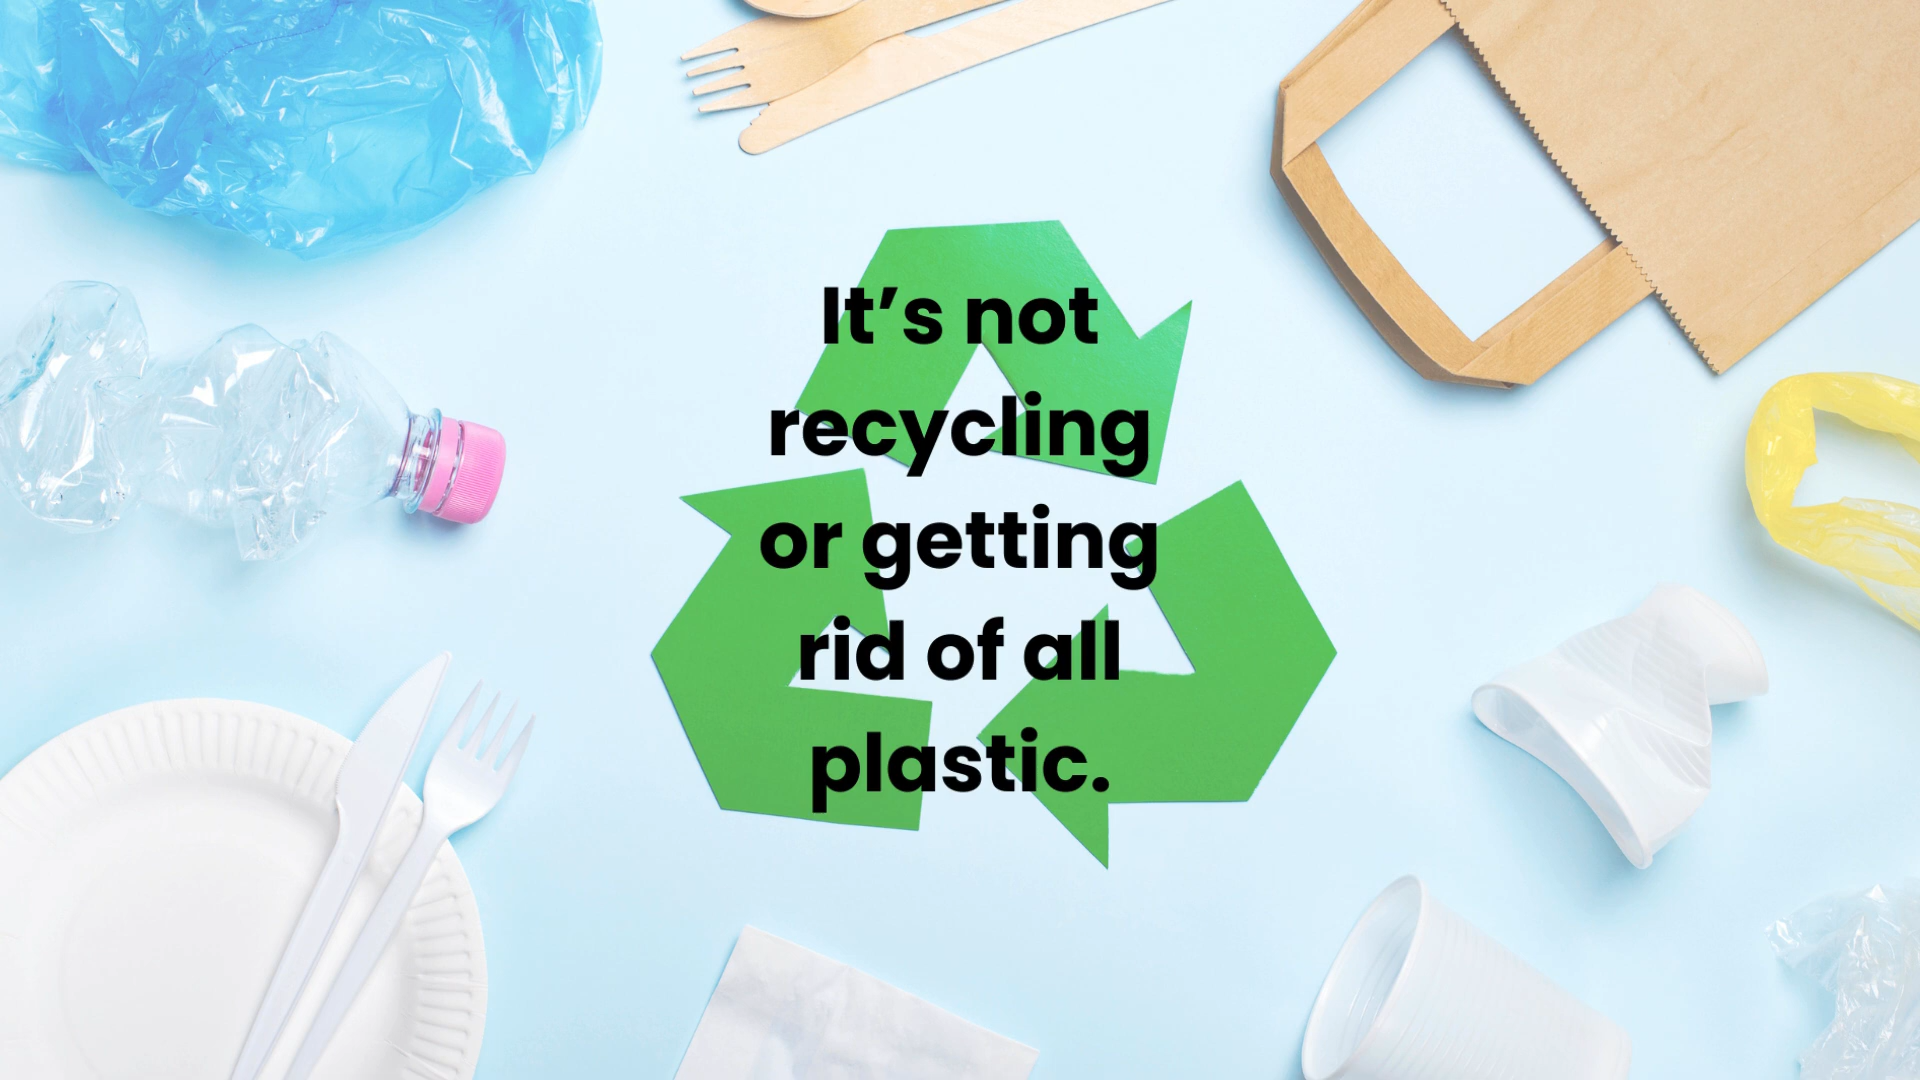 It’s not
recycling
or getting
rid of all
plastic.